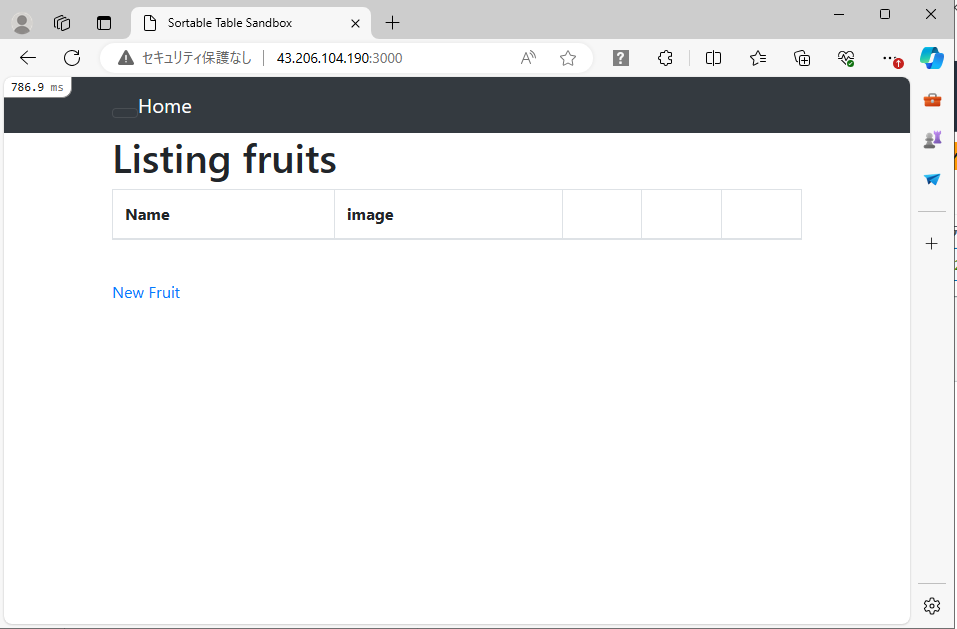 Sortable Table Sandbox
セキュリティ保護なし 43.206.104.190:3000
786.9 ms
Home
Listing fruits
Name image
New Fruit